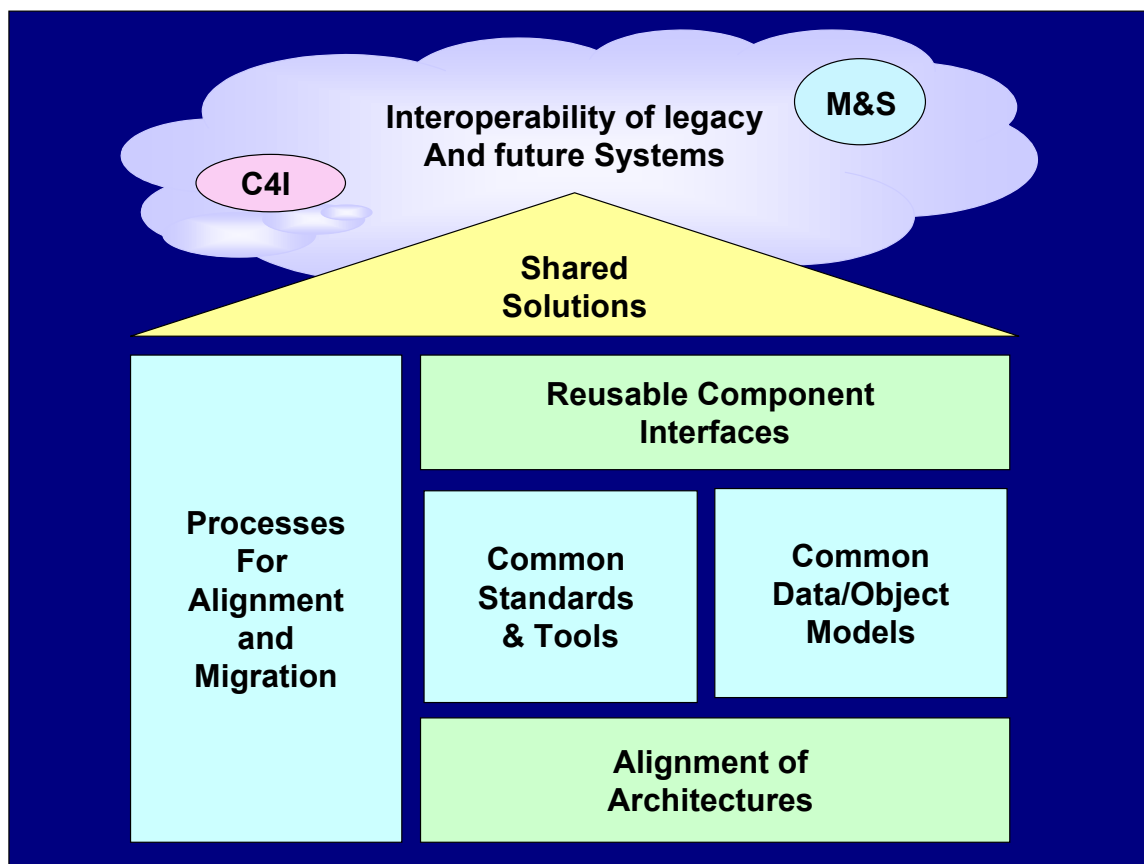 M&S
Interoperability of legacy
And future Systems
C4I
Shared
Solutions
Reusable Component
Interfaces
Processes
For
Alignment
and
Migration
Common
Standards
& Tools
Common
Data/Object
Models
Alignment of
Architectures